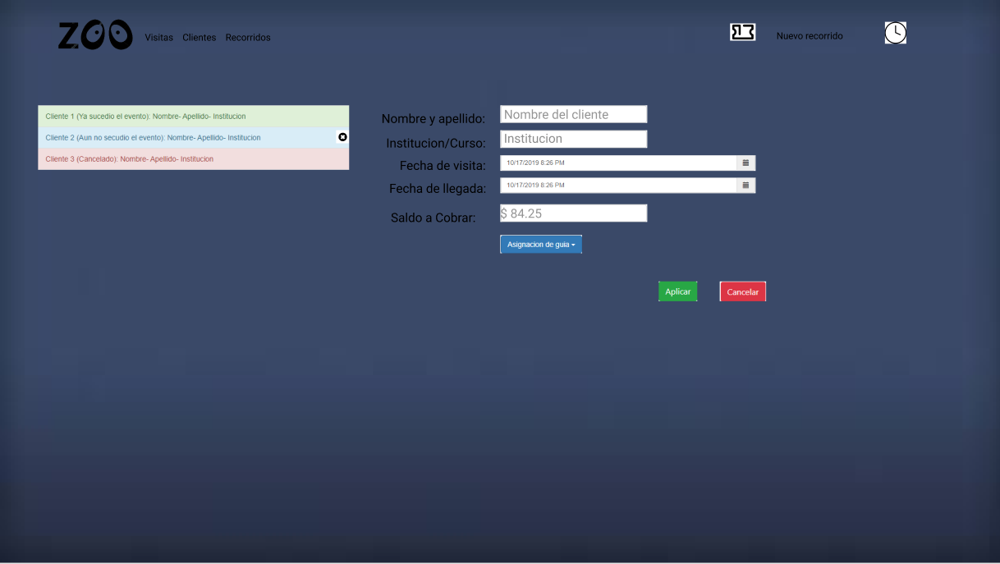 ZOO
Visitas Clientes Recorridos
Nuevo recorrido
Cliente 1 (Ya sucedio el evento): Nombre- Apellido- Institucion
Cliente 2 (Aun no secudio el evento): Nombre- Apellido- Institucion
Cliente 3 (Cancelado): Nombre- Apellido- Institucion
Nombre y apellido: Nombre del cliente
Institucion/Curso: Institucion
Fecha de visita: 10/17/2019 8:26 PM
Fecha de llegada: 10/17/2019 8:26 PM
Saldo a Cobrar: $ 84.25
Asignacion de guia
Aplicar
Cancelar